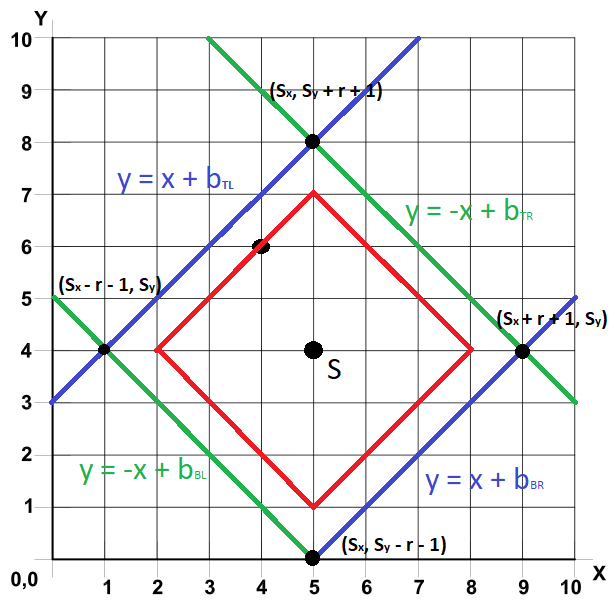 Y
10
(Sx, Sy + r + 1)
9
8
y = x + bTL
7
y = -x + bTR
6
(Sx - r - 1, Sy)
5
(Sx + r + 1, Sy)
4
S
3
2
y = -x + bBL
y = x + bBR
1
(Sx, Sy - r - 1)
0,0
1 2 3 4 5 6 7 8 9 10
X